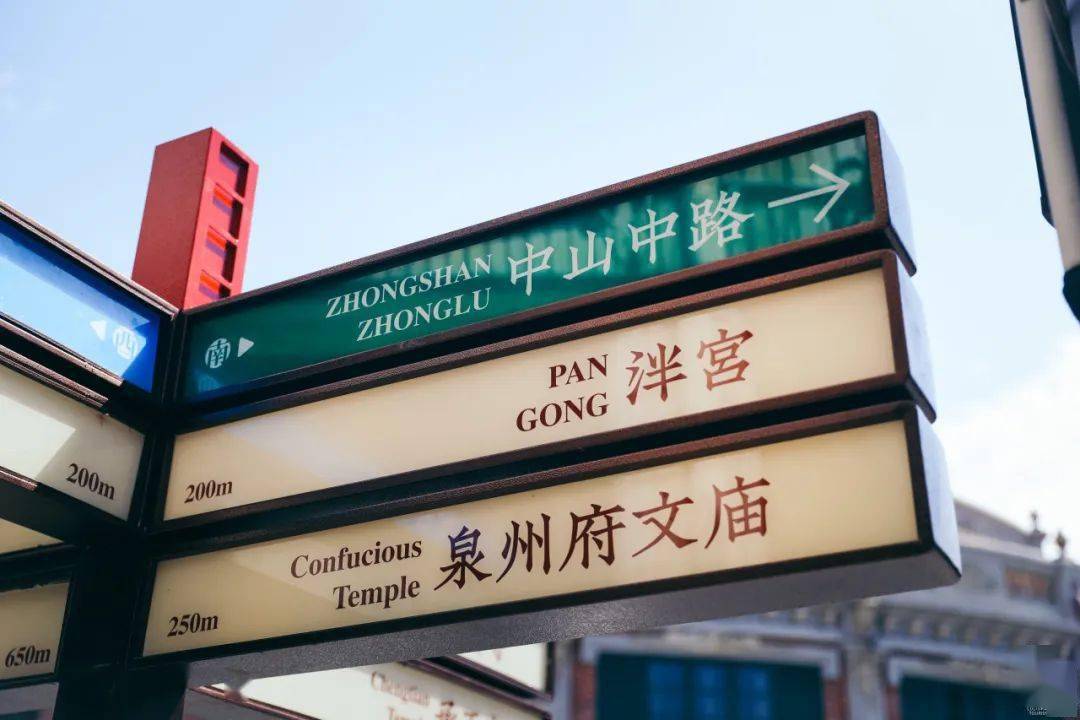 ZHONGSHAN
ZHONGLU
中山中路
南
PAN
GONG
泮宫
200m
Confucious
Temple
泉州府文庙
250m
西
200m
650m